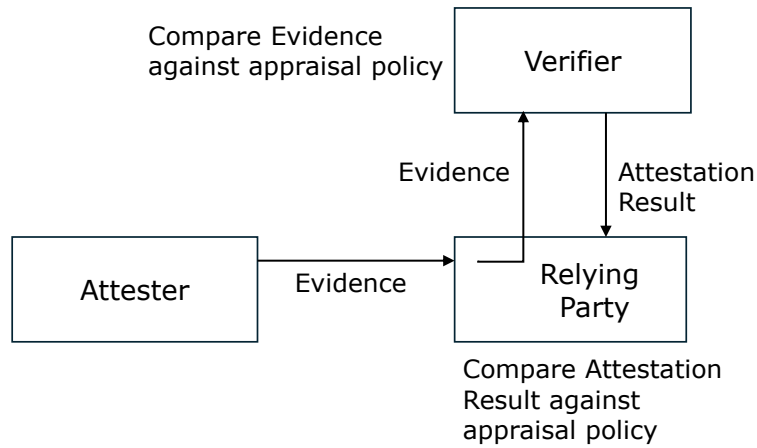 Compare Evidence
against appraisal policy
Verifier
Evidence
Attestation
Result
Attester
Evidence
Relying
Party
Compare Attestation
Result against
appraisal policy